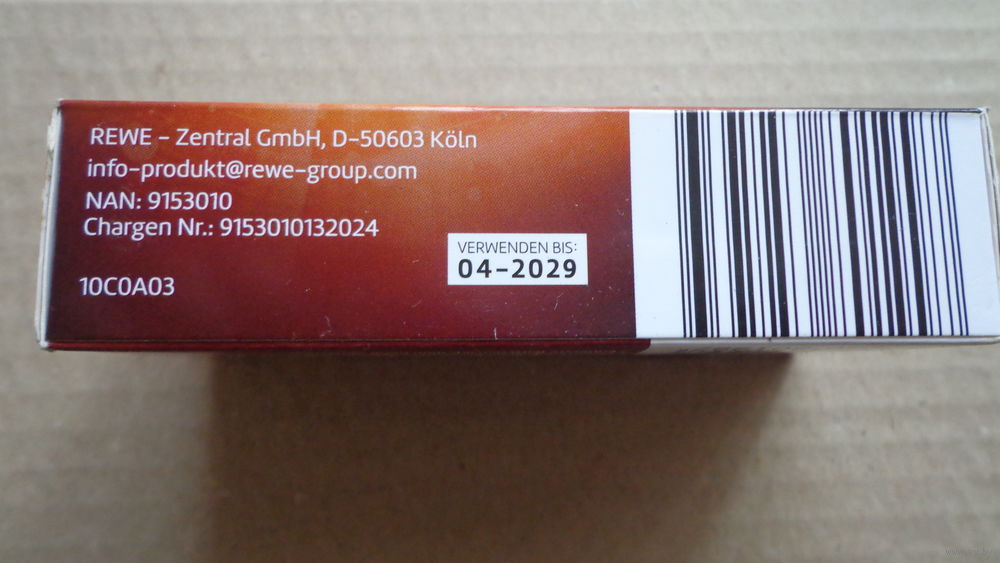 REWE – Zentral GmbH, D-50603 Köln
info-produkt@rewe-group.com
NAN: 9153010
Chargen Nr.: 9153010132024
VERWENDEN BIS:
04-2029
10C0A03